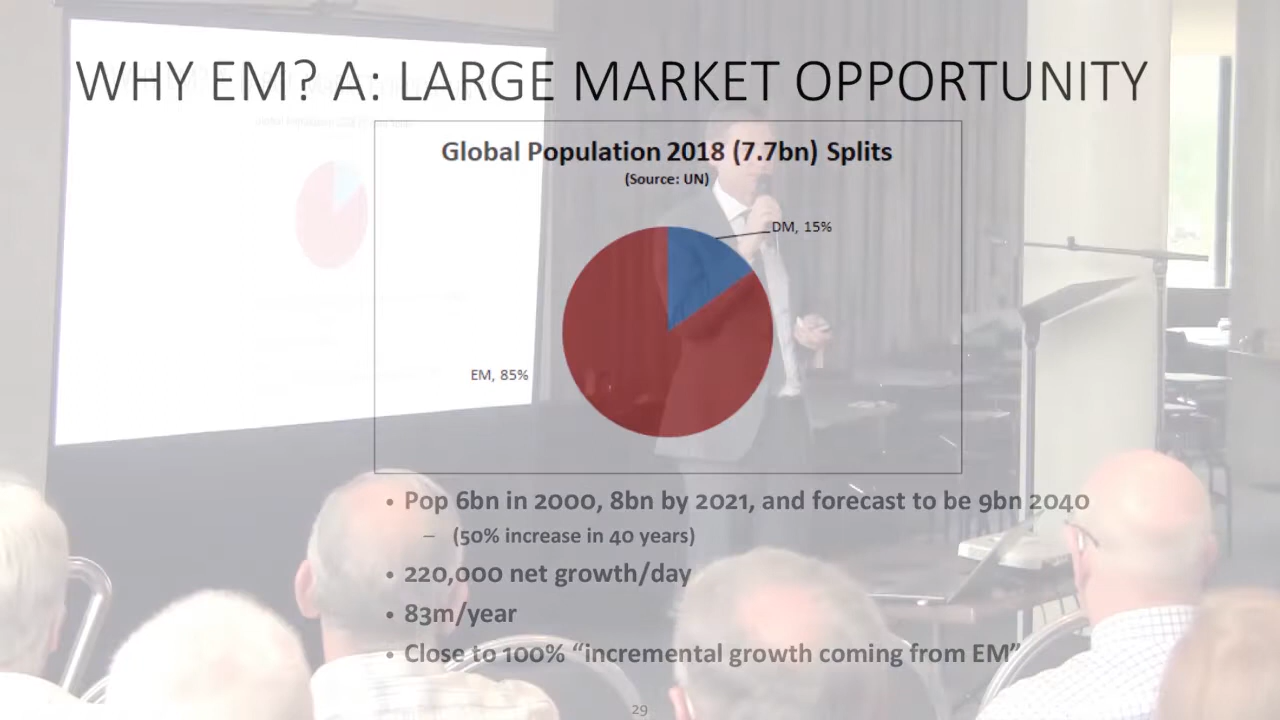 WHY EM? A: LARGE MARKET OPPORTUNITY
Global Population 2018 (7.7bn) Splits
(Source: UN)
DM, 15%
EM, 85%
• Pop 6bn in 2000, 8bn by 2021, and forecast to be 9bn 2040
– (50% increase in 40 years)
• 220,000 net growth/day
• 83m/year
• Close to 100% “incremental growth coming from EM”
29